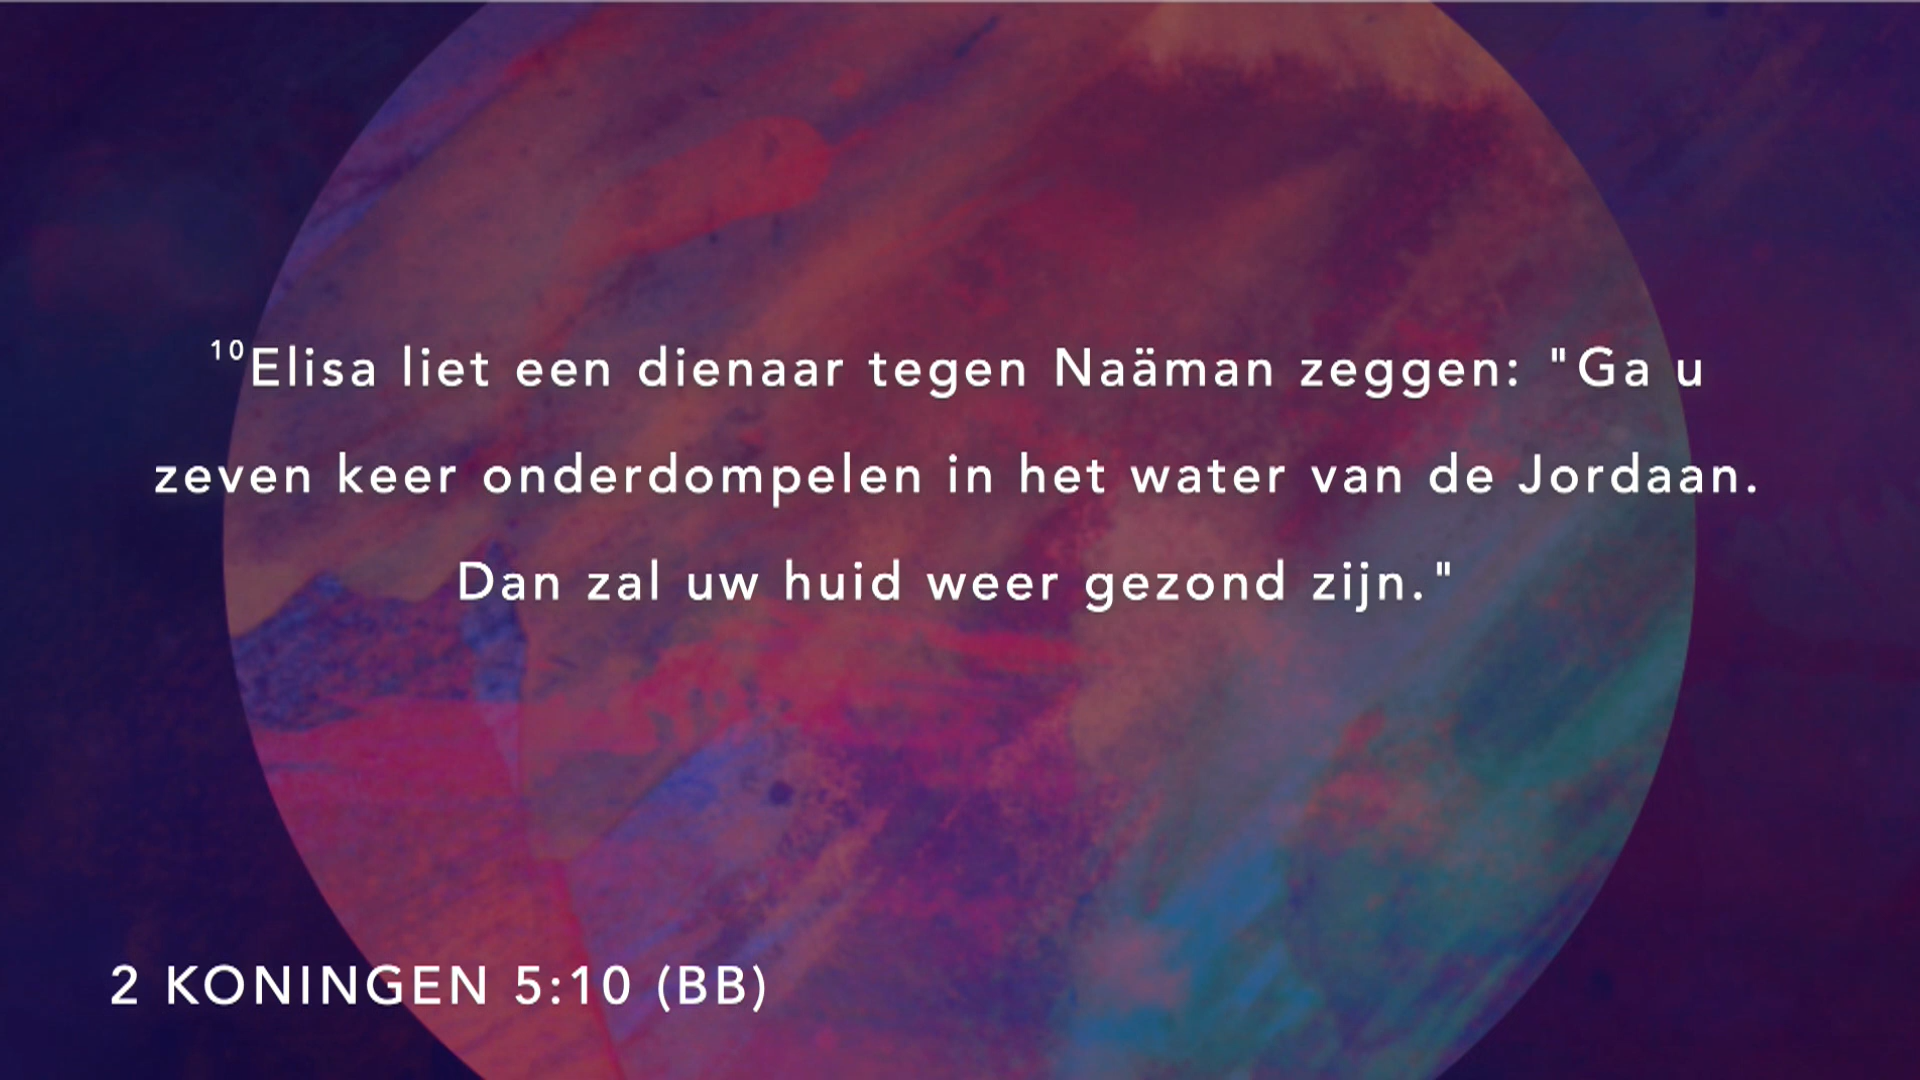 ¹⁰Elisa liet een dienaar tegen Naäman zeggen: "Ga u
zeven keer onderdompelen in het water van de Jordaan.
Dan zal uw huid weer gezond zijn."
2 KONINGEN 5:10 (BB)